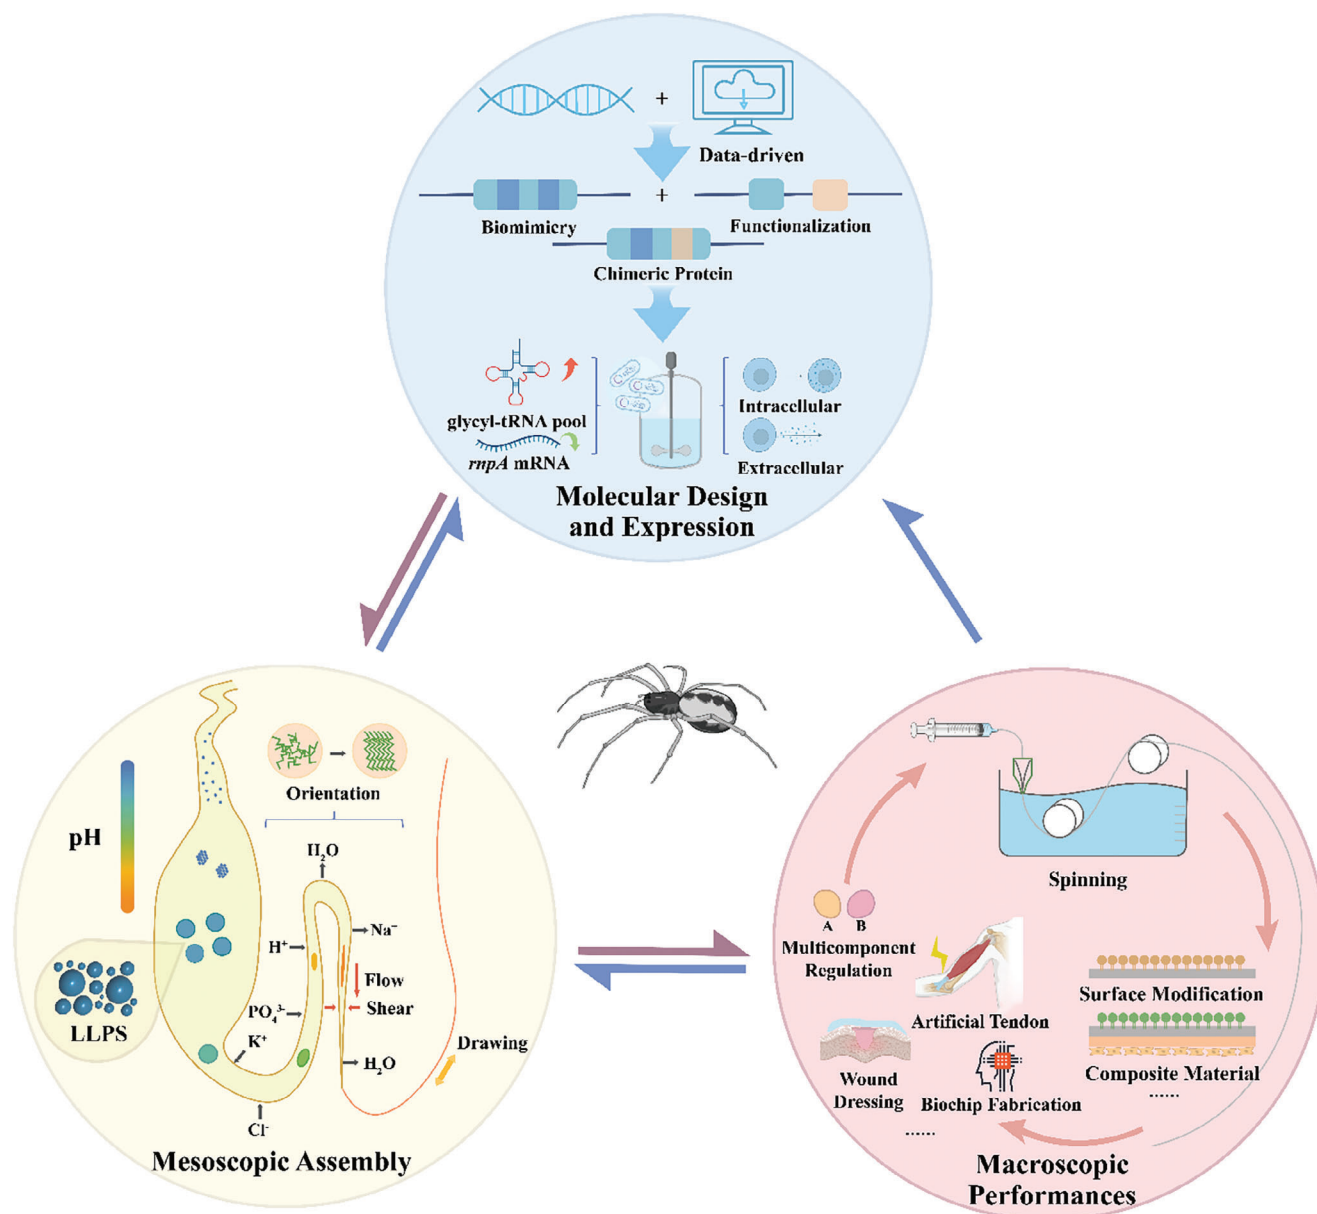 +
Data-driven
+
Biomimicry
Functionalization
Chimeric Protein
glycyl-tRNA pool
rnpA mRNA
Intracellular
Extracellular
Molecular Design
and Expression
pH
Orientation
H₂O
H⁺
Na⁻
Flow
PO₄³⁻
Shear
K⁺
LLPS
H₂O
Drawing
Cl⁻
Mesoscopic Assembly
Spinning
A B
Multicomponent
Regulation
Artificial Tendon
Surface Modification
Wound
Dressing
Biochip Fabrication
Composite Material
......
......
Macroscopic
Performances